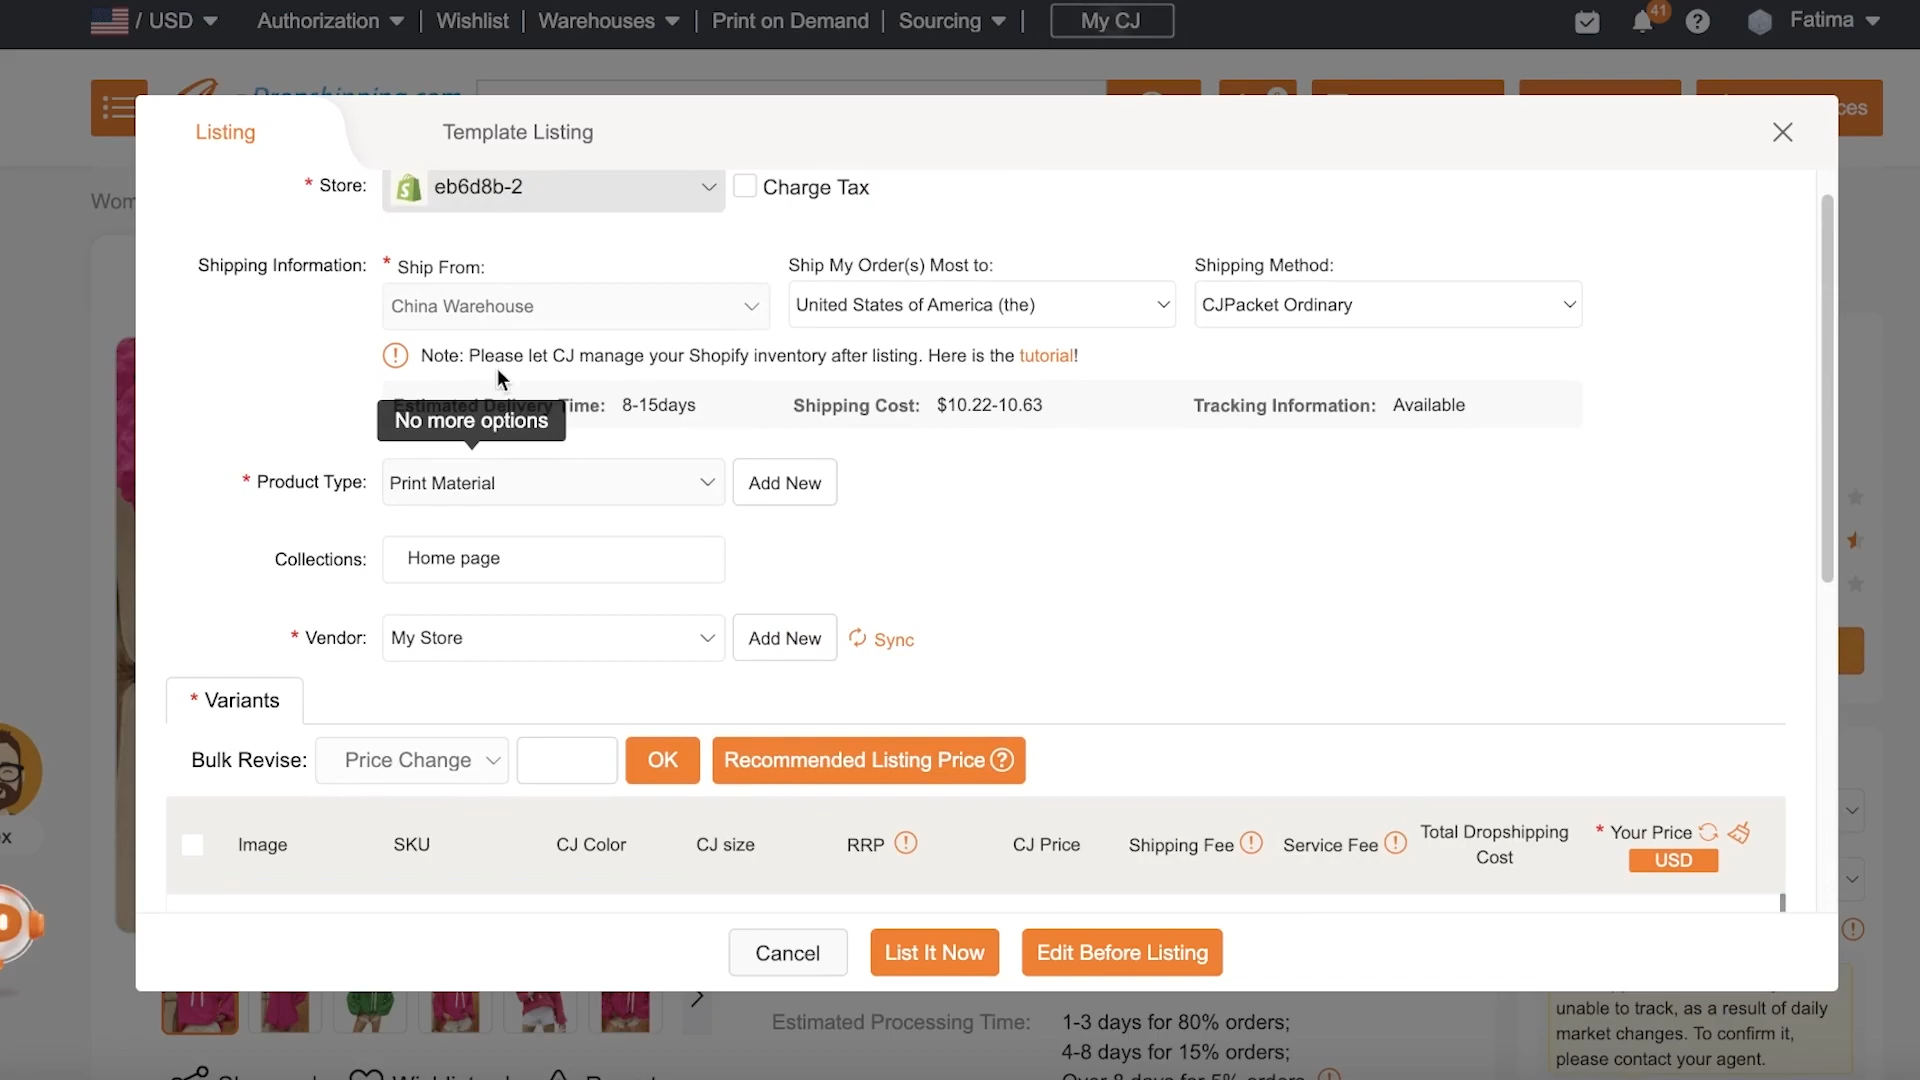 / USD Authorization Wishlist Warehouses Print on Demand Sourcing My CJ 41 ? Fatima
Listing Template Listing
* Store: eb6d8b-2 Charge Tax
Shipping Information: * Ship From: Ship My Order(s) Most to: Shipping Method:
China Warehouse United States of America (the) CJPacket Ordinary
! Note: Please let CJ manage your Shopify inventory after listing. Here is the tutorial!
Estimated Delivery Time: 8-15days Shipping Cost: $10.22-10.63 Tracking Information: Available
No more options
* Product Type: Print Material Add New
Collections: Home page
* Vendor: My Store Add New Sync
* Variants
Bulk Revise: Price Change OK Recommended Listing Price ?
Image SKU CJ Color CJ size RRP ! CJ Price Shipping Fee ! Service Fee ! Total Dropshipping Cost * Your Price
USD
Cancel List It Now Edit Before Listing
Estimated Processing Time: 1-3 days for 80% orders;
4-8 days for 15% orders;
unable to track, as a result of daily
market changes. To confirm it,
please contact your agent.